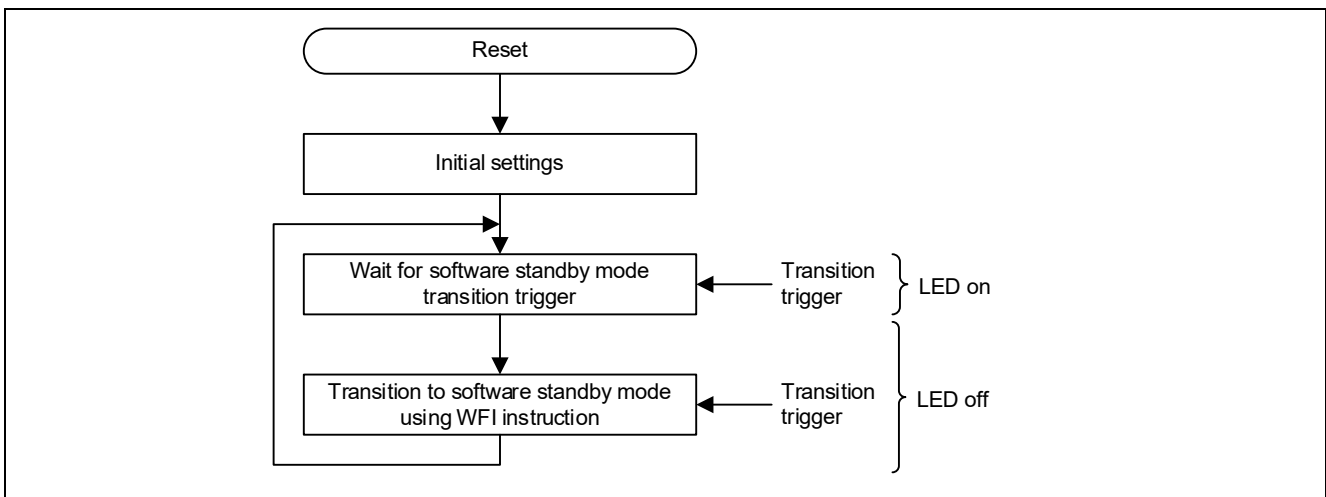 Reset
Initial settings
Wait for software standby mode
transition trigger
Transition
trigger
LED on
Transition to software standby mode
using WFI instruction
Transition
trigger
LED off